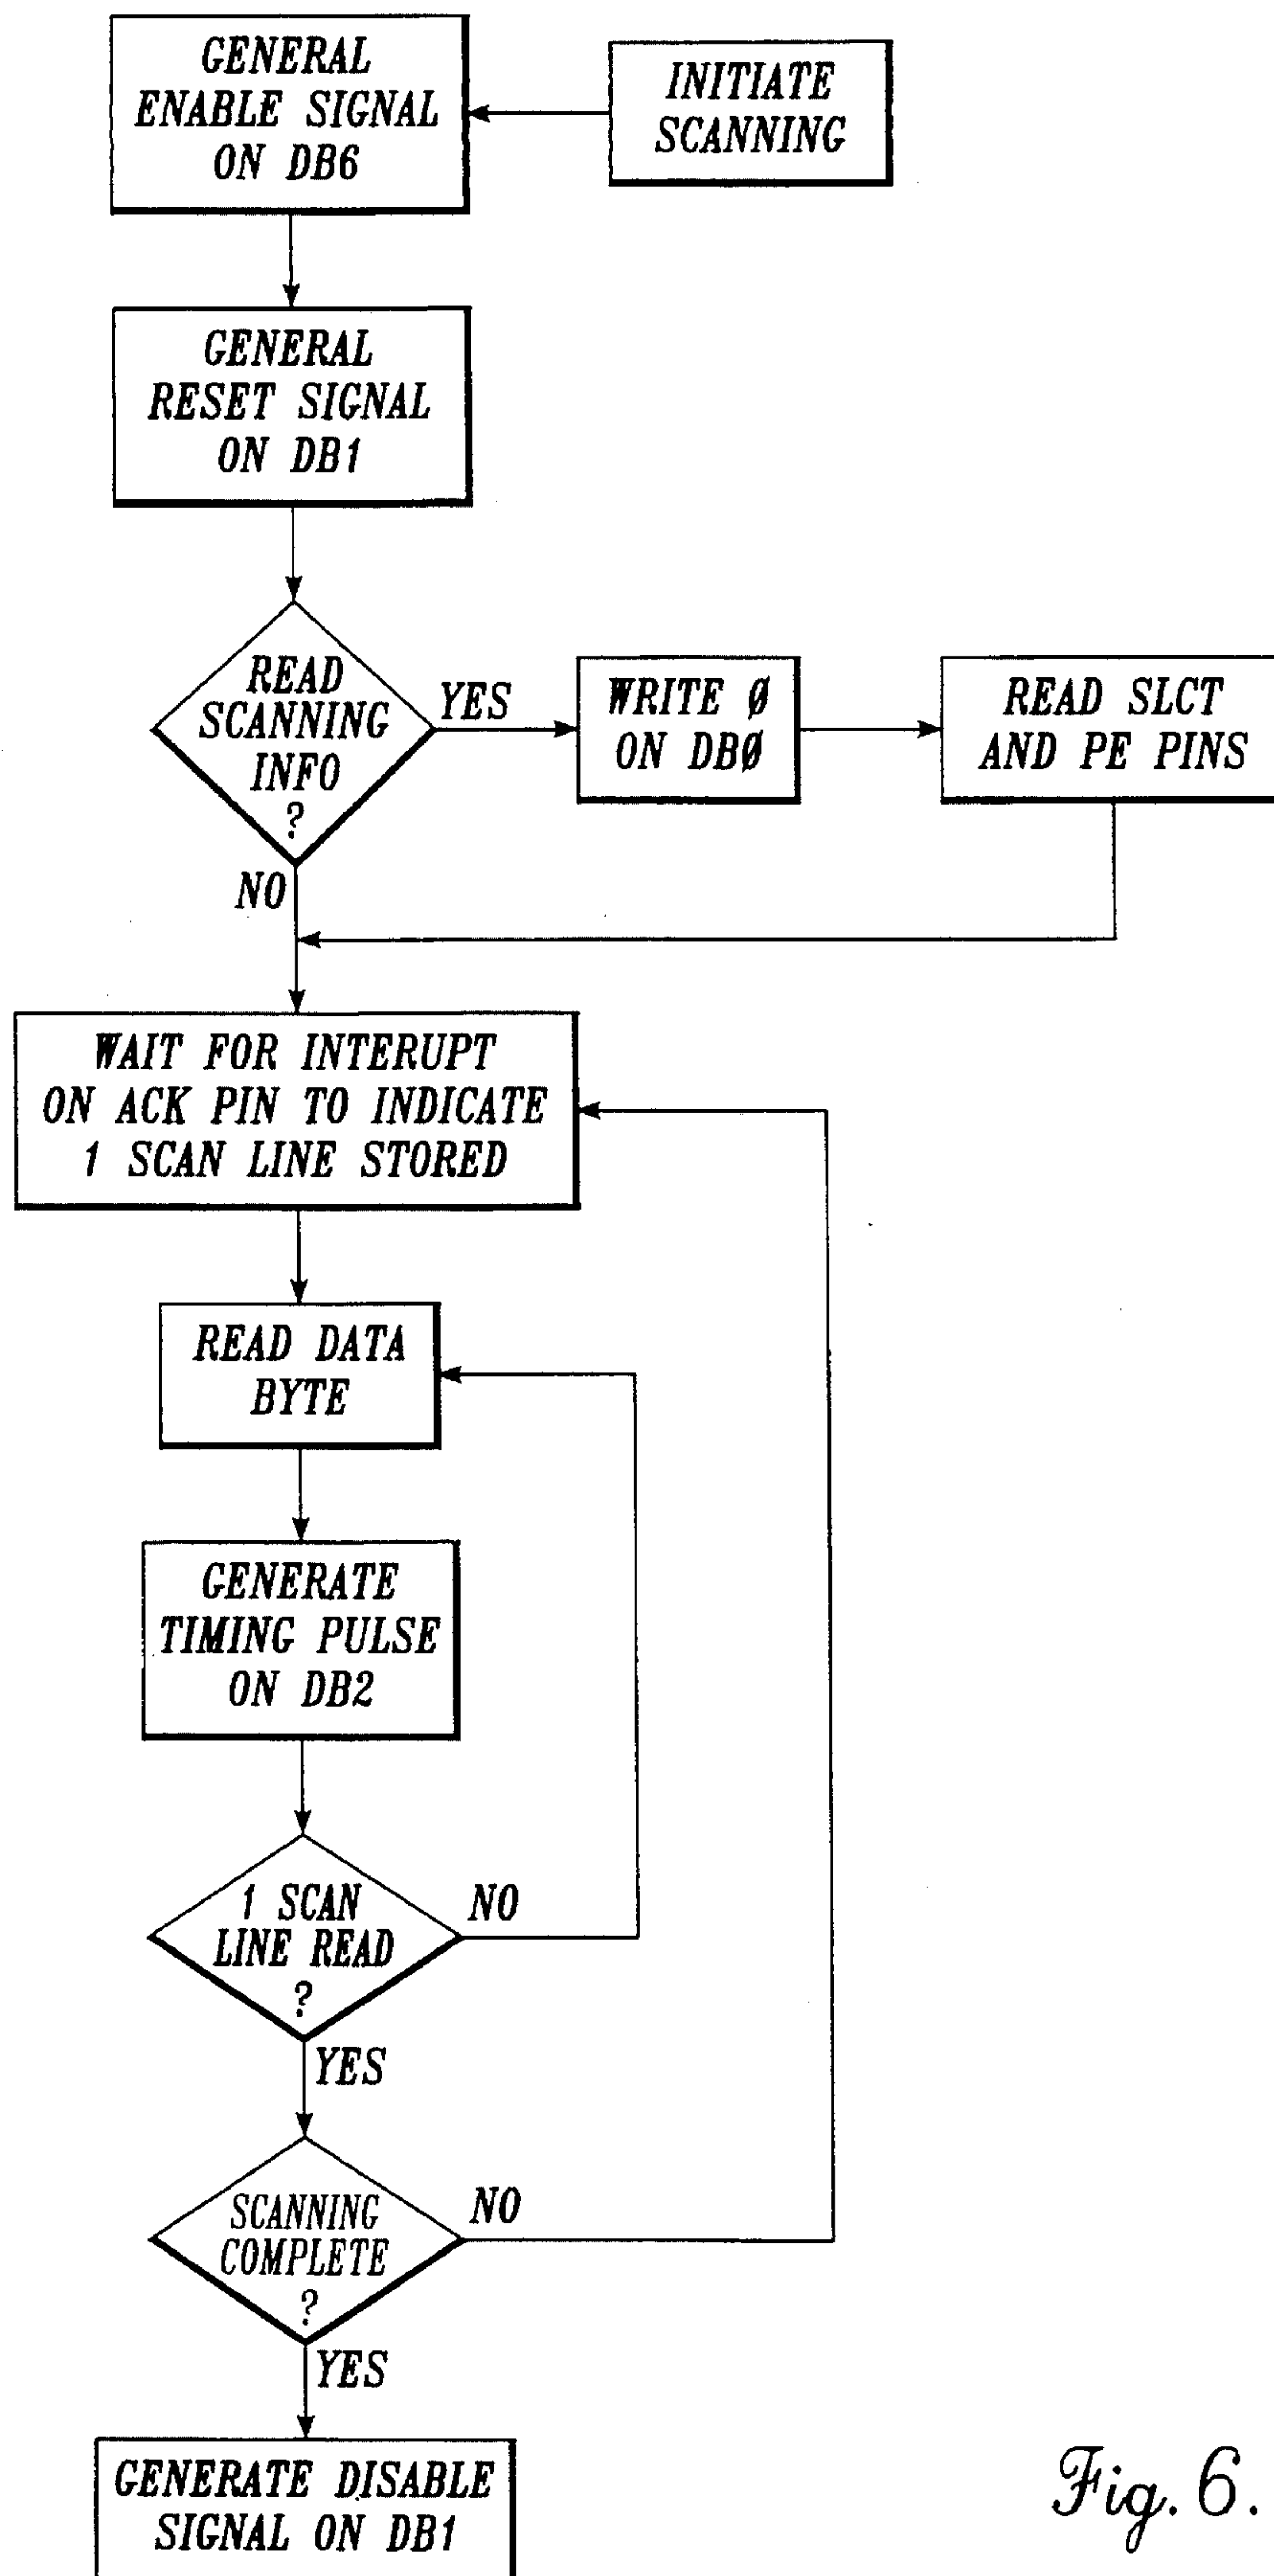 GENERAL
ENABLE SIGNAL
ON DB6
INITIATE
SCANNING
GENERAL
RESET SIGNAL
ON DB1
READ
SCANNING
INFO
?
YES
WRITE Ø
ON DBØ
READ SLCT
AND PE PINS
NO
WAIT FOR INTERUPT
ON ACK PIN TO INDICATE
1 SCAN LINE STORED
READ DATA
BYTE
GENERATE
TIMING PULSE
ON DB2
1 SCAN
LINE READ
?
NO
YES
SCANNING
COMPLETE
?
NO
YES
GENERATE DISABLE
SIGNAL ON DB1
Fig. 6.